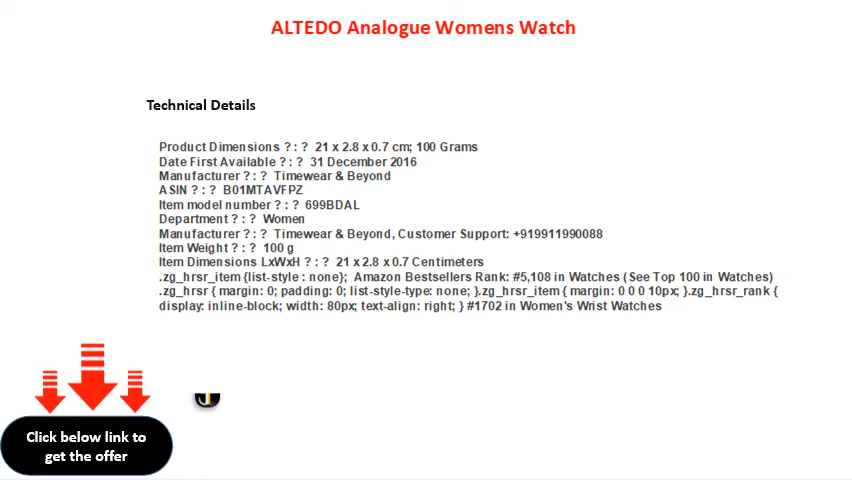 ALTEDO Analogue Womens Watch
Technical Details
Product Dimensions ? : ? 21 x 2.8 x 0.7 cm; 100 Grams
Date First Available ? : ? 31 December 2016
Manufacturer ? : ? Timewear & Beyond
ASIN ? : ? B01MTAVFPZ
Item model number ? : ? 699BDAL
Department ? : ? Women
Manufacturer ? : ? Timewear & Beyond, Customer Support: +919911990088
Item Weight ? : ? 100 g
Item Dimensions LxWxH ? : ? 21 x 2.8 x 0.7 Centimeters
.zg_hrsr_item {list-style : none}; Amazon Bestsellers Rank: #5,108 in Watches ( See Top 100 in Watches)
.zg_hrsr { margin: 0; padding: 0; list-style-type: none; }.zg_hrsr_item { margin: 0 0 0 10px; }.zg_hrsr_rank {
display: inline-block; width: 80px; text-align: right; } #1702 in Women's Wrist Watches
Click below link to
get the offer